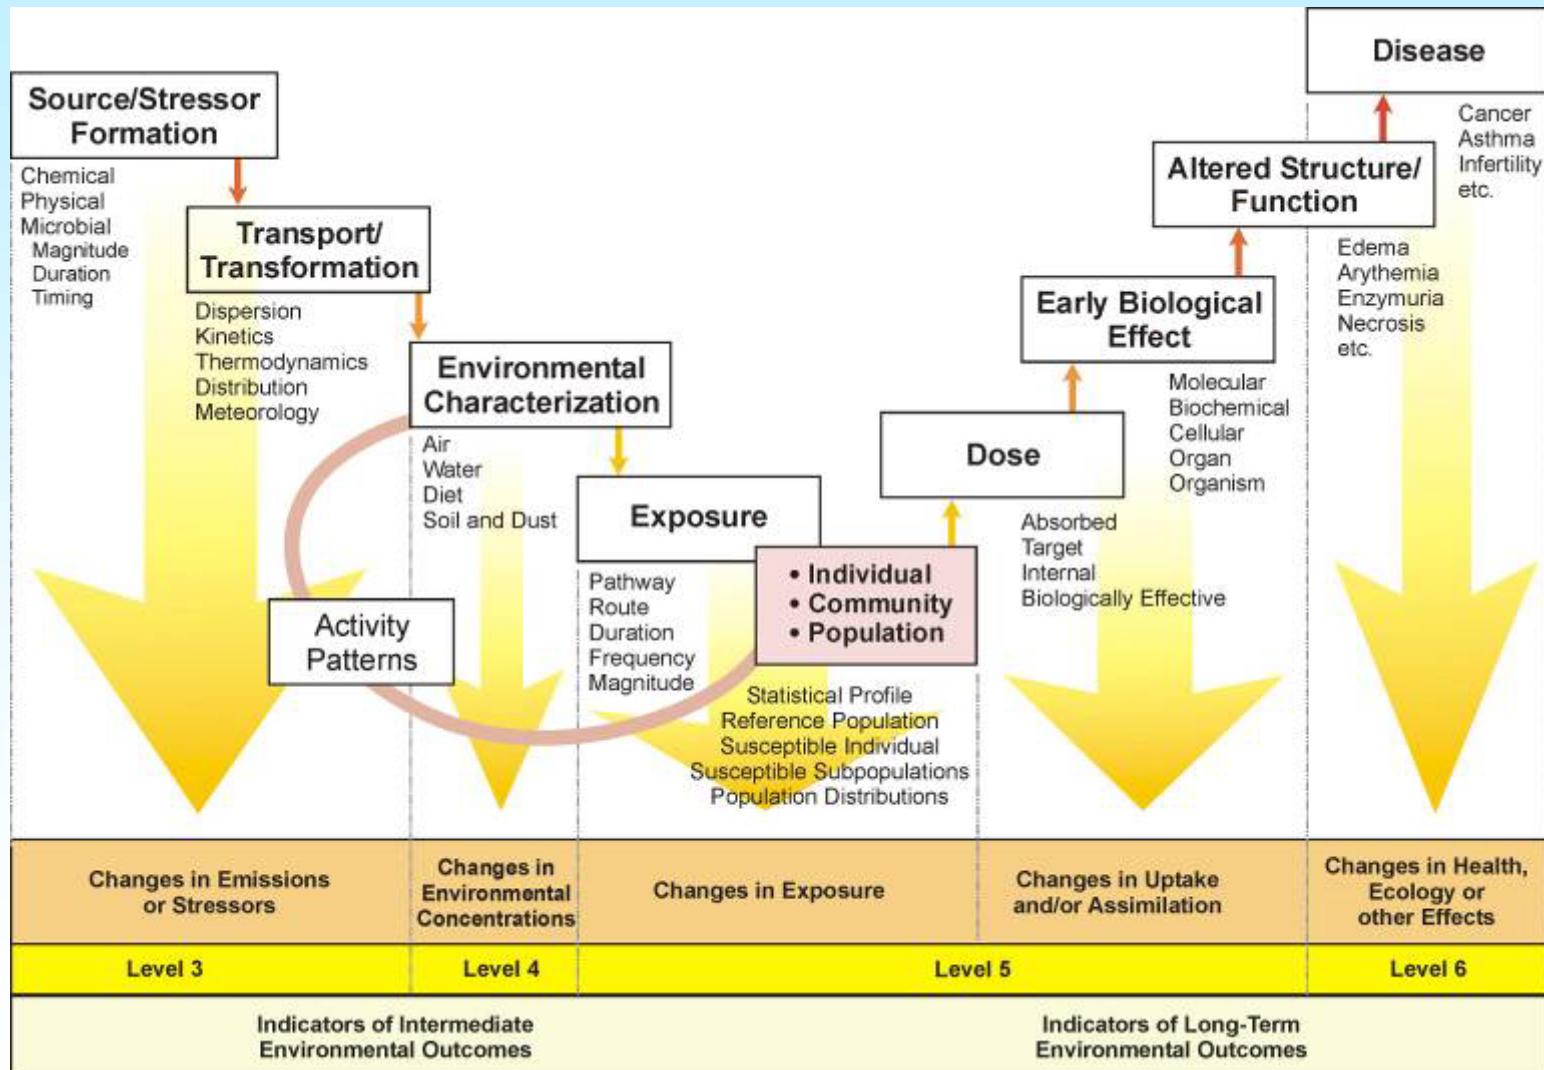 Source/Stressor
Formation
Chemical
Physical
Microbial
Magnitude
Duration
Timing
Transport/
Transformation
Dispersion
Kinetics
Thermodynamics
Distribution
Meteorology
Environmental
Characterization
Air
Water
Diet
Soil and Dust
Activity
Patterns
Exposure
Pathway
Route
Duration
Frequency
Magnitude
• Individual
• Community
• Population
Statistical Profile
Reference Population
Susceptible Individual
Susceptible Subpopulations
Population Distributions
Dose
Absorbed
Target
Internal
Biologically Effective
Early Biological
Effect
Molecular
Biochemical
Cellular
Organ
Organism
Altered Structure/
Function
Edema
Arythemia
Enzymuria
Necrosis
etc.
Disease
Cancer
Asthma
Infertility
etc.
Changes in Emissions
or Stressors
Changes in
Environmental
Concentrations
Changes in Exposure
Changes in Uptake
and/or Assimilation
Changes in Health,
Ecology or
other Effects
Level 3
Level 4
Level 5
Level 6
Indicators of Intermediate
Environmental Outcomes
Indicators of Long-Term
Environmental Outcomes